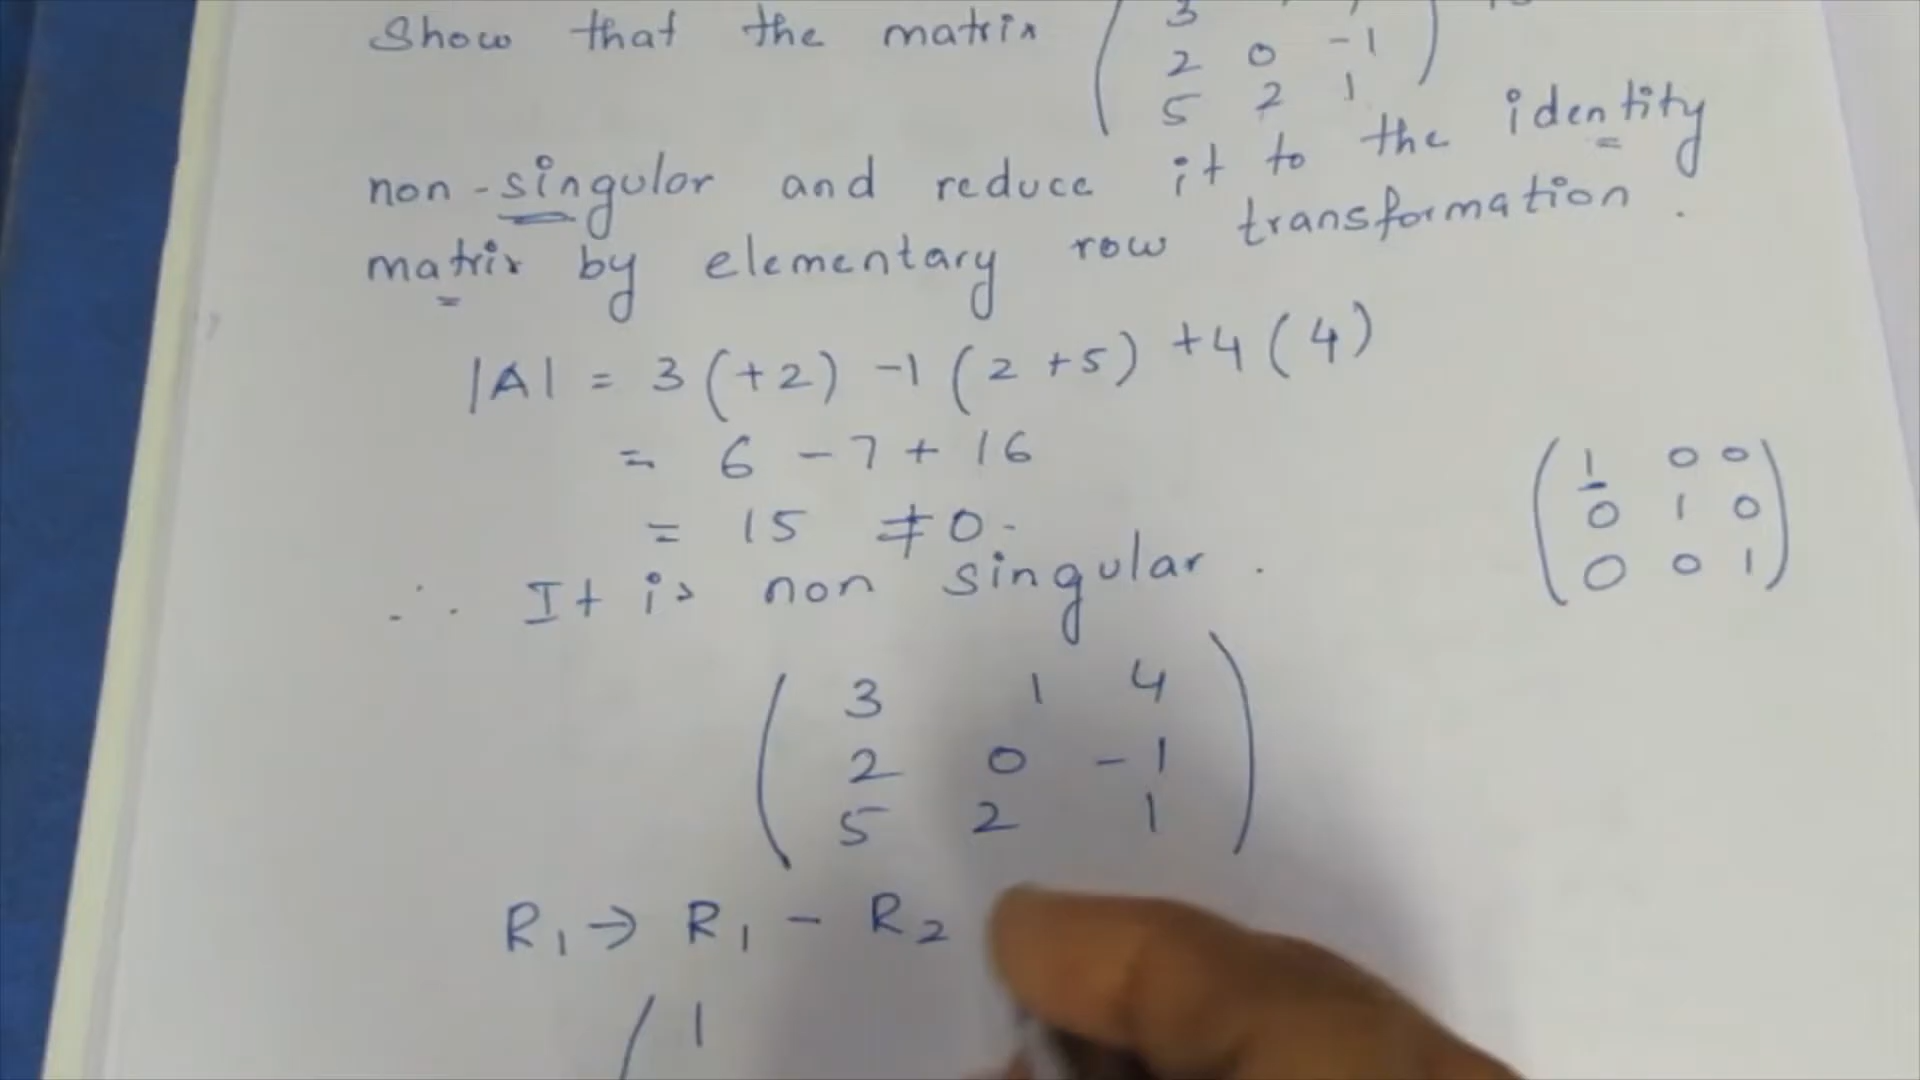 Show that the matrix ( 3
2 0 -1
5 2 1 )
non-singular and reduce it to the identity
matrix by elementary row transformation.
|A| = 3(+2) -1(2+5) +4(4)
= 6 - 7 + 16
= 15 ≠ 0.
∴ It is non singular.
( 1 0 0
0 1 0
0 0 1 )
( 3 1 4
2 0 -1
5 2 1 )
R1 → R1 - R2
( 1